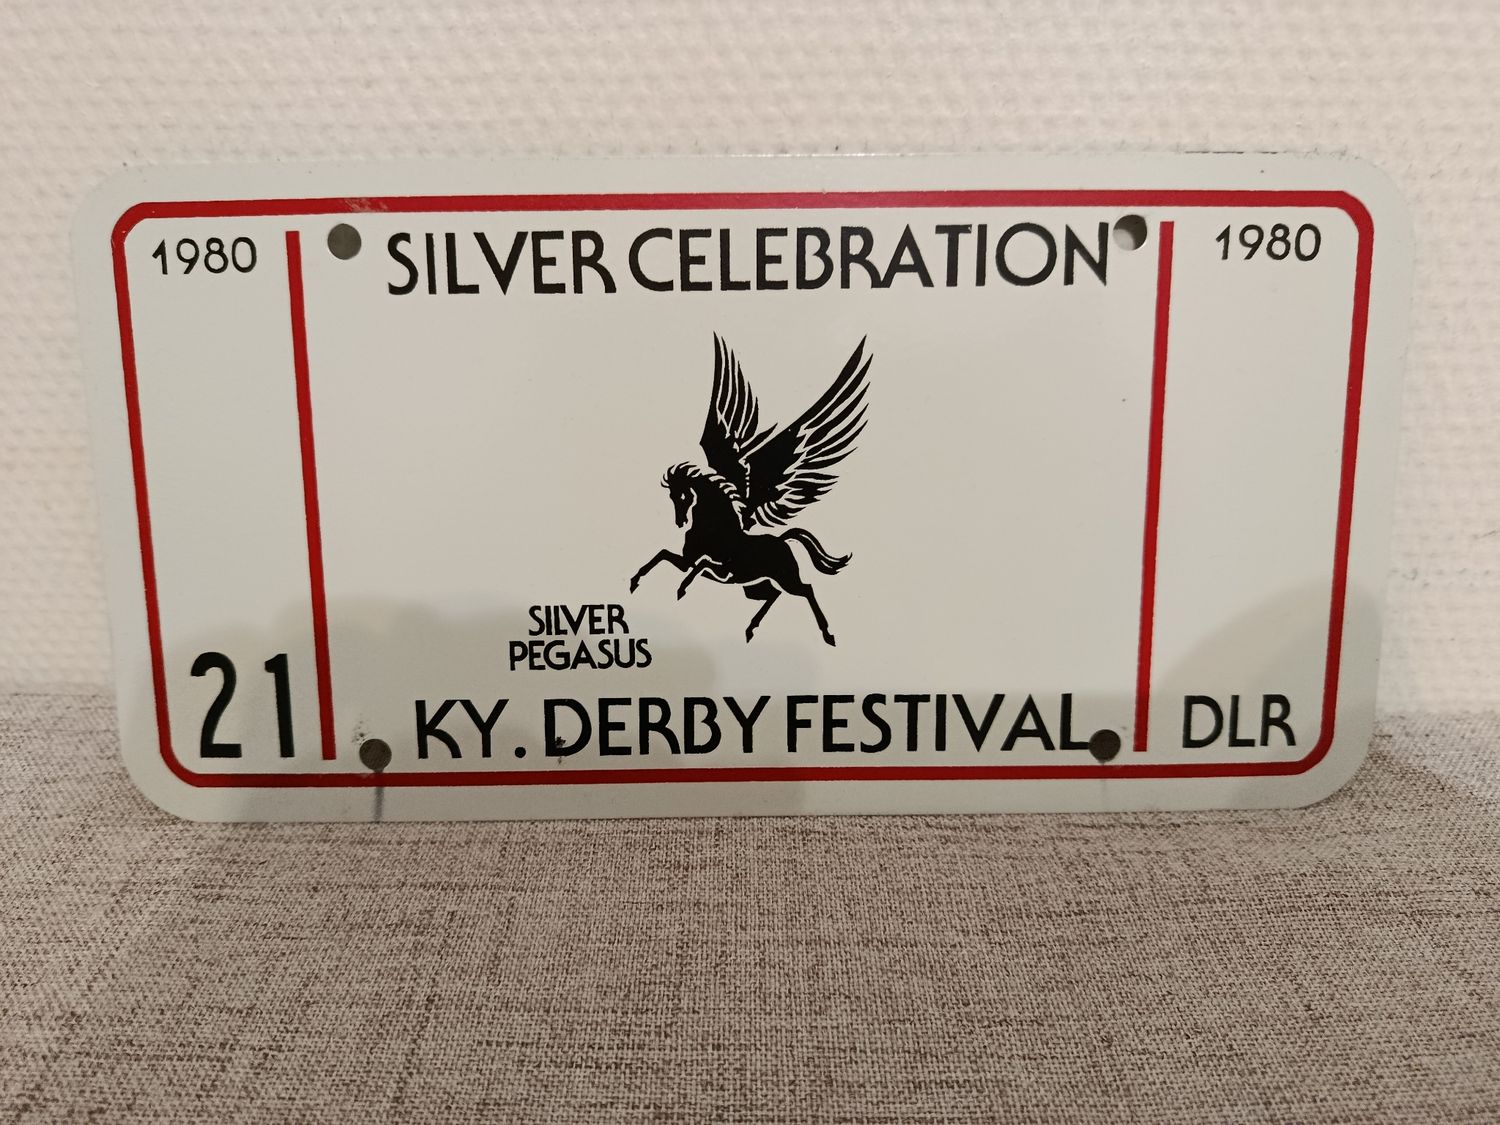 1980 SILVER CELEBRATION 1980
SILVER
PEGASUS
21 KY. DERBY FESTIVAL DLR